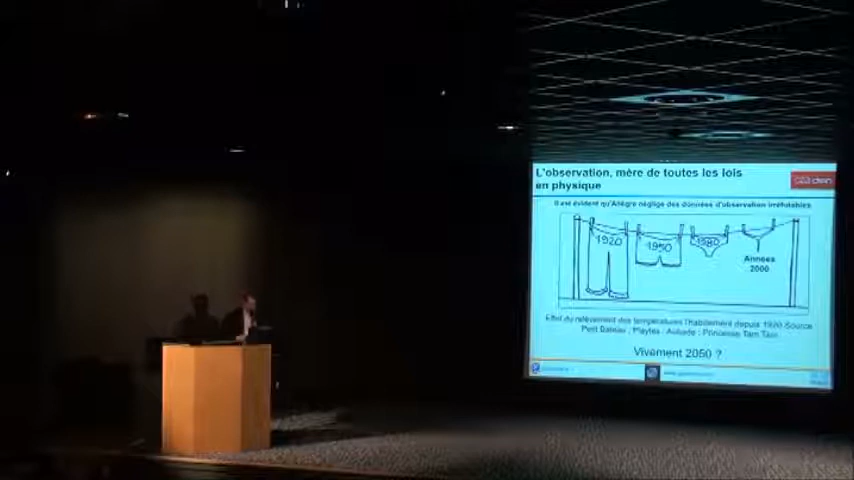 L'observation, mère de toutes les lois
en physique
Il est évident qu'Allègre néglige des données d'observation irréfutables
1920
1950
1980
Années
2000
Effet du relèvement des températures l'habillement depuis 1920 Source
Petit Bateau, Playtex, Aubade, Princesse Tam Tam
Vivement 2050 ?